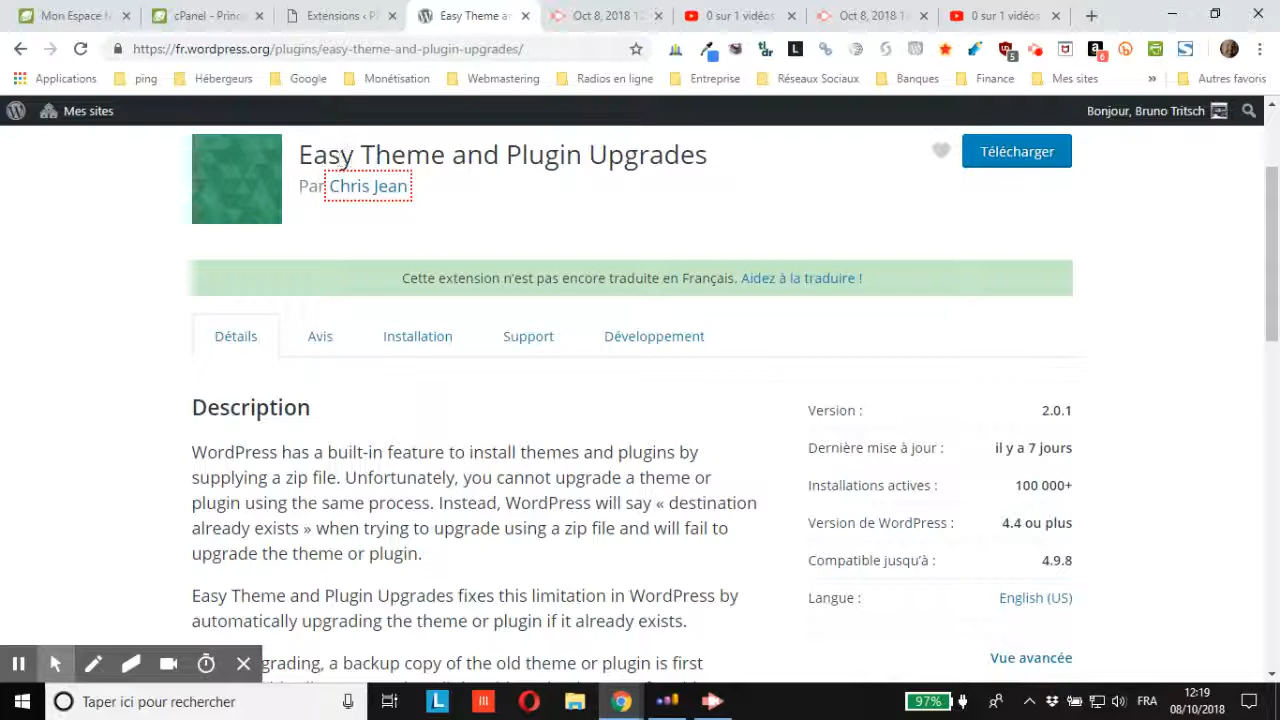 Mon Espace
cPanel - Princ
Extensions ‹ P
Easy Theme a
Oct 8, 2018 12
0 sur 1 vidéos
Oct 8, 2018 1
0 sur 1 vidéos
https://fr.wordpress.org/plugins/easy-theme-and-plugin-upgrades/
Applications ping Hébergeurs Google Monétisation Webmastering Radios en ligne Entreprise Réseaux Sociaux Banques Finance Mes sites » Autres favoris
Mes sites
Bonjour, Bruno Tritsch
Easy Theme and Plugin Upgrades
Télécharger
Par Chris Jean
Cette extension n’est pas encore traduite en Français. Aidez à la traduire !
Détails Avis Installation Support Développement
Description
WordPress has a built-in feature to install themes and plugins by
supplying a zip file. Unfortunately, you cannot upgrade a theme or
plugin using the same process. Instead, WordPress will say « destination
already exists » when trying to upgrade using a zip file and will fail to
upgrade the theme or plugin.
Easy Theme and Plugin Upgrades fixes this limitation in WordPress by
automatically upgrading the theme or plugin if it already exists.
grading, a backup copy of the old theme or plugin is first
Version : 2.0.1
Dernière mise à jour : il y a 7 jours
Installations actives : 100 000+
Version de WordPress : 4.4 ou plus
Compatible jusqu’à : 4.9.8
Langue : English (US)
Vue avancée
Taper ici pour rechercher
97%
FRA
12:19
08/10/2018